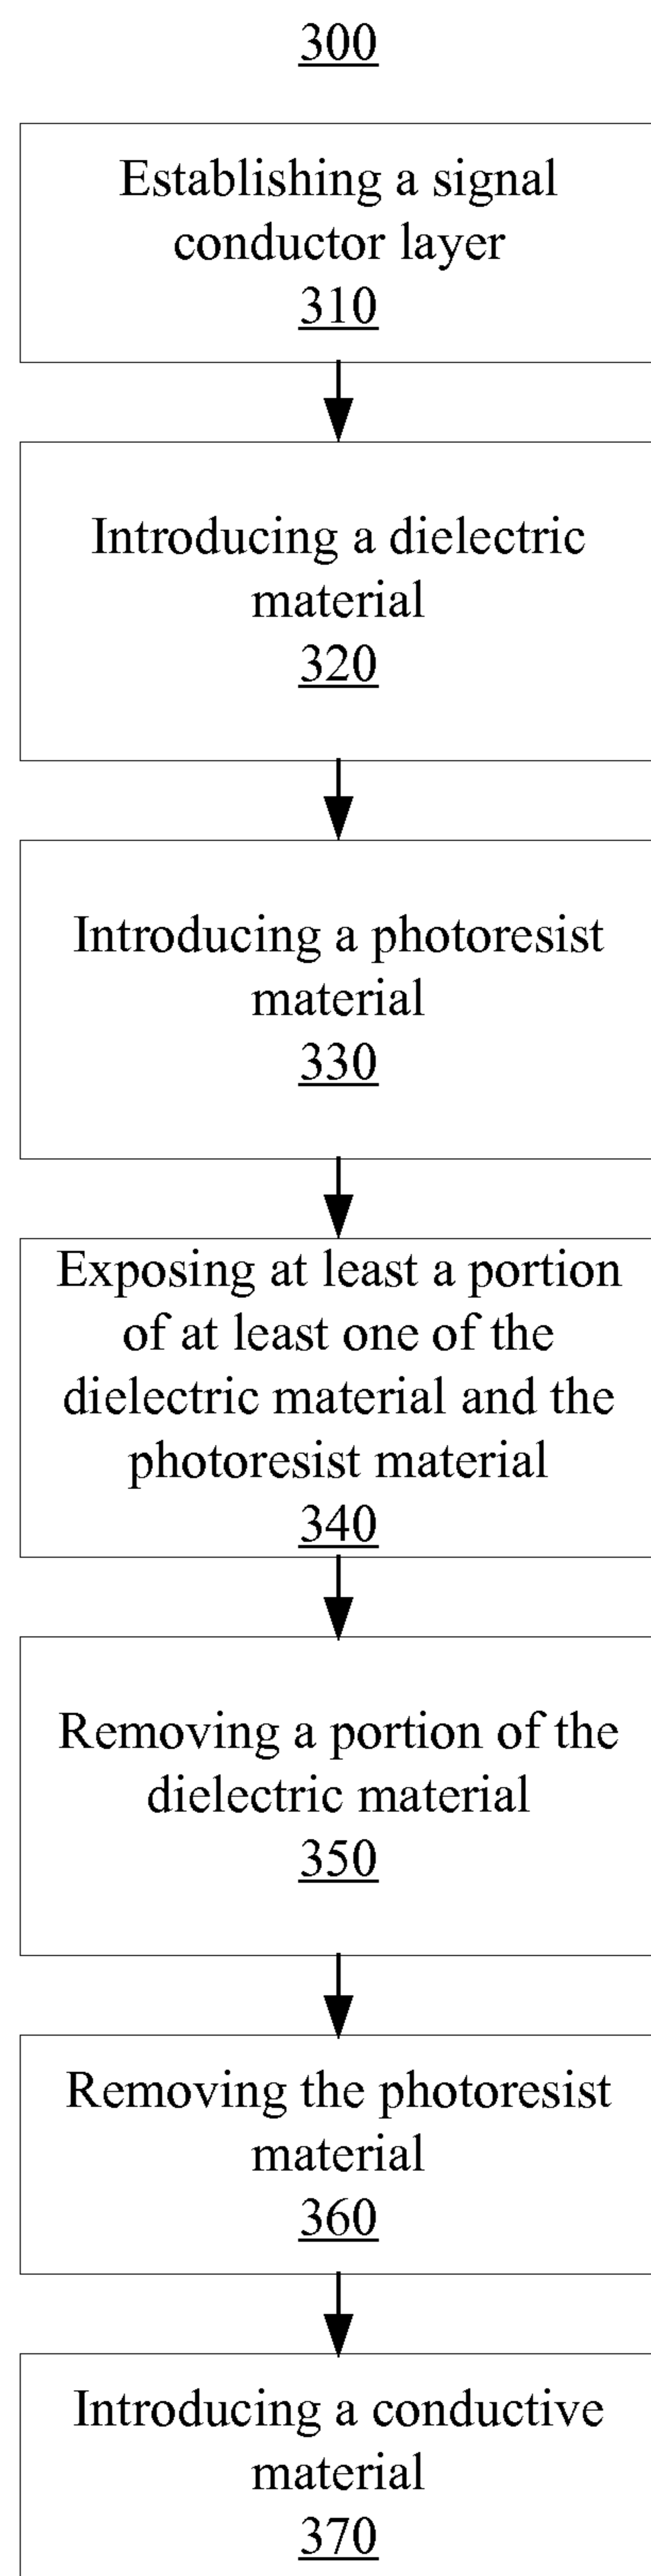 300
Establishing a signal
conductor layer
310
Introducing a dielectric
material
320
Introducing a photoresist
material
330
Exposing at least a portion
of at least one of the
dielectric material and the
photoresist material
340
Removing a portion of the
dielectric material
350
Removing the photoresist
material
360
Introducing a conductive
material
370